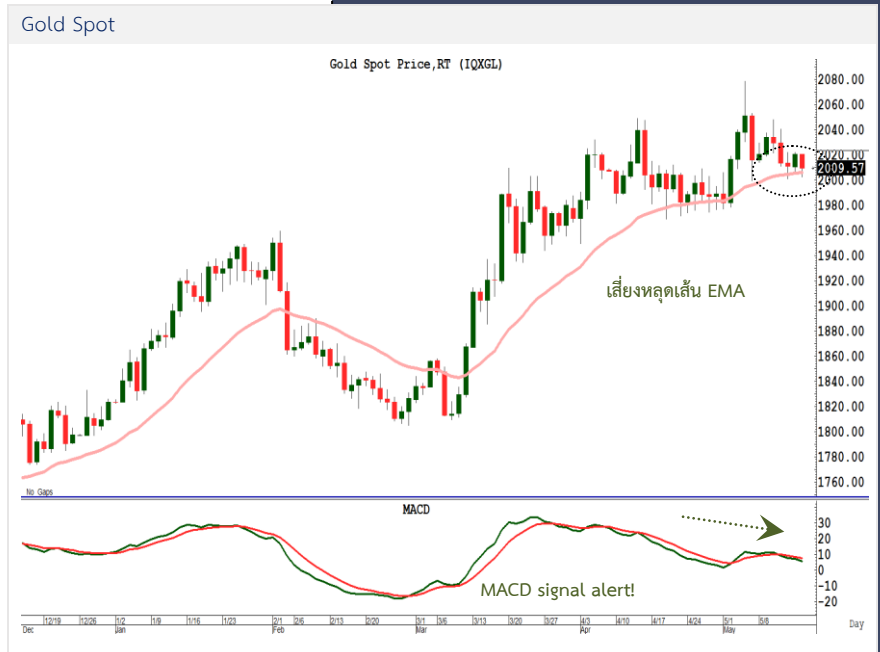 Gold Spot
Gold Spot Price,RT (IQXGL)
2080.00
2060.00
2040.00
2020.00
2009.57
2000.00
1980.00
1960.00
1940.00
1920.00
1900.00
1880.00
1860.00
1840.00
1820.00
1800.00
1780.00
1760.00
เสี่ยงหลุดเส้น EMA
No Gaps
MACD
30
20
10
0
-10
-20
MACD signal alert!
12/19 12/26 1/2 1/9 1/16 1/23 2/1 2/6 2/13 2/20 3/1 3/6 3/13 3/20 3/27 4/3 4/10 4/17 4/24 5/1 5/8
Dec Jan Feb Mar Apr May
Day